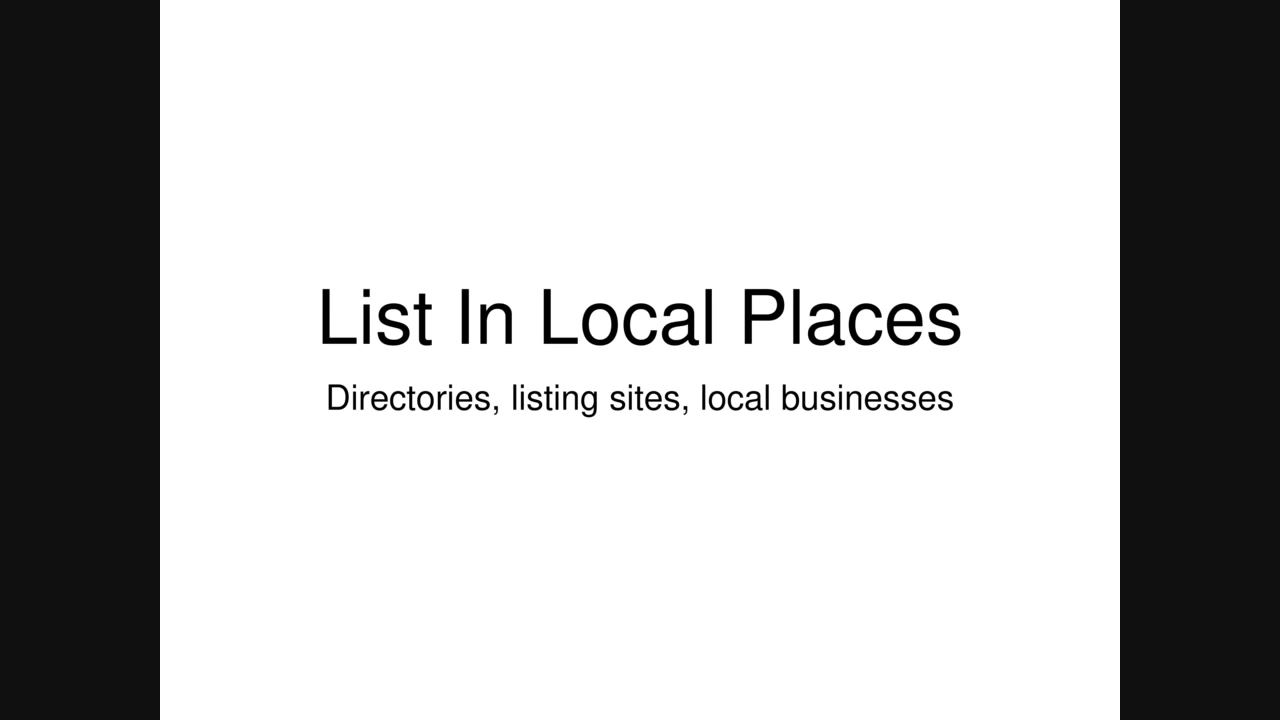 List In Local Places
Directories, listing sites, local businesses